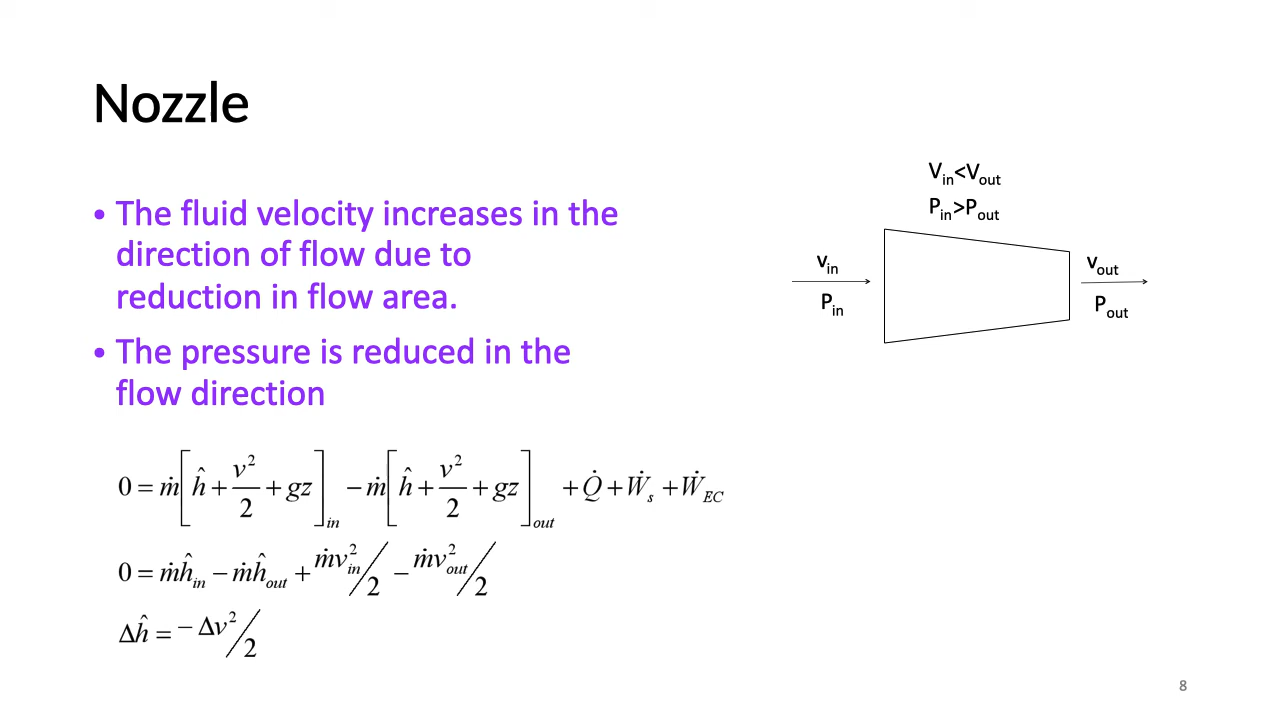 Nozzle
• The fluid velocity increases in the
direction of flow due to
reduction in flow area.
• The pressure is reduced in the
flow direction
V_in<V_out
P_in>P_out
v_in
P_in
v_out
P_out
0 = ṁ[ĥ + v²/2 + gz]_in − ṁ[ĥ + v²/2 + gz]_out + Q̇ + Ẇ_s + Ẇ_EC
0 = ṁĥ_in − ṁĥ_out + ṁv²_in/2 − ṁv²_out/2
Δĥ = −Δv²/2
8